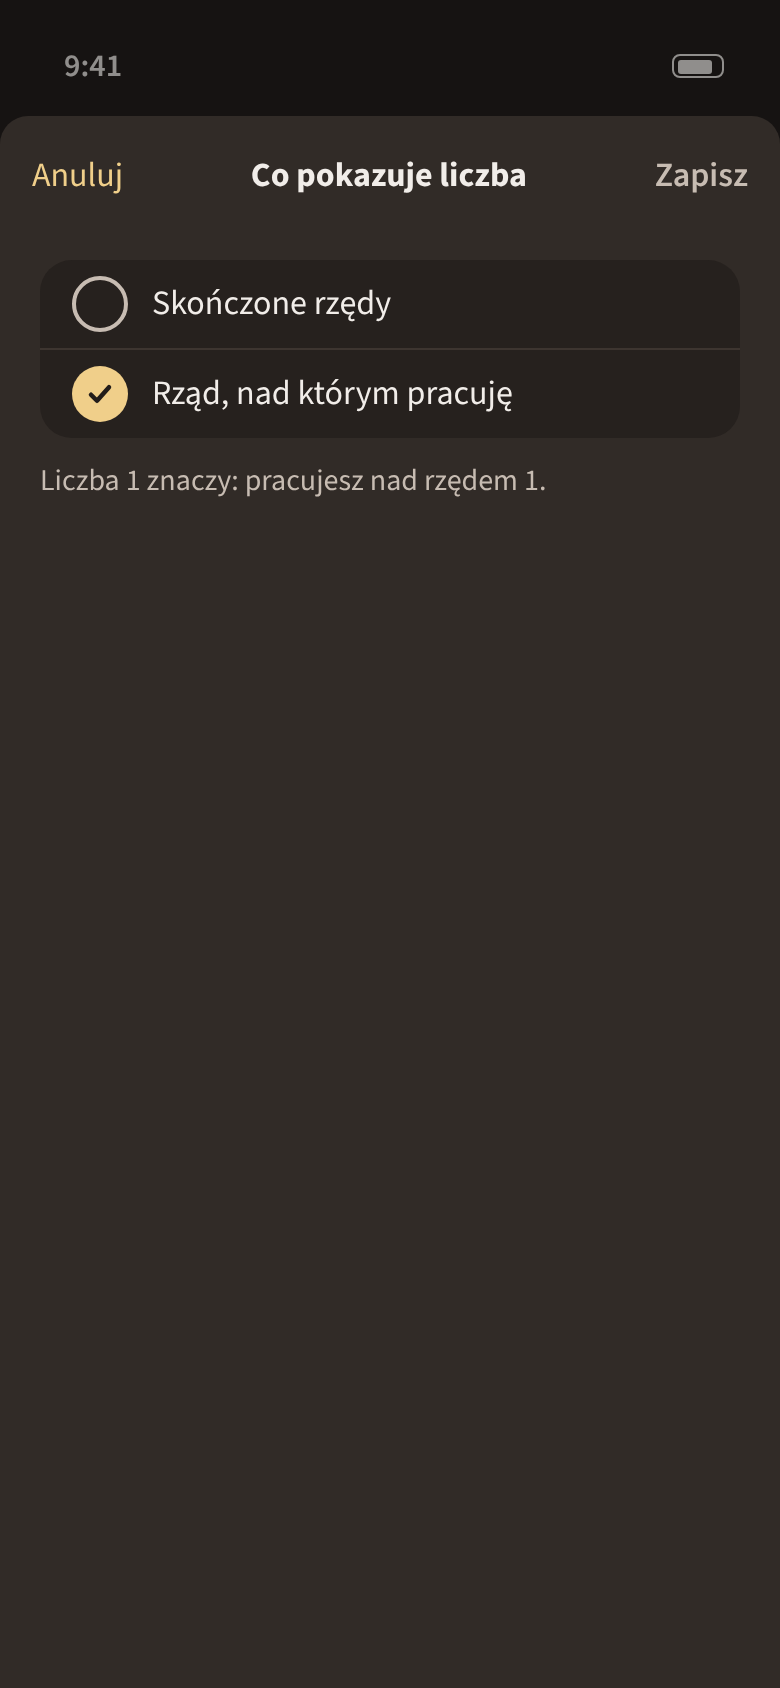 9:41
Anuluj
Co pokazuje liczba
Zapisz
Skończone rzędy
Rząd, nad którym pracuję
Liczba 1 znaczy: pracujesz nad rzędem 1.